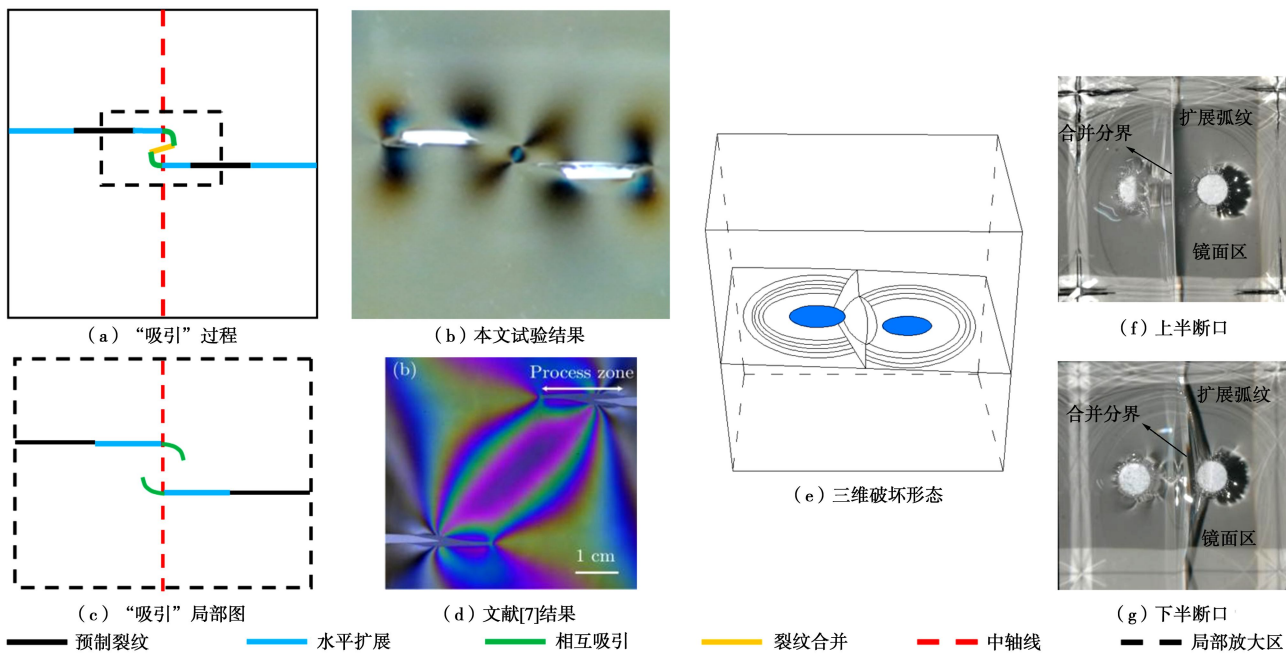 (a)“吸引”过程
(b)本文试验结果
(c)“吸引”局部图
(b)
Process zone
1 cm
(d)文献[7]结果
(e)三维破坏形态
扩展弧纹
合并分界
镜面区
(f)上半断口
扩展弧纹
合并分界
镜面区
(g)下半断口
预制裂纹
水平扩展
相互吸引
裂纹合并
中轴线
局部放大区